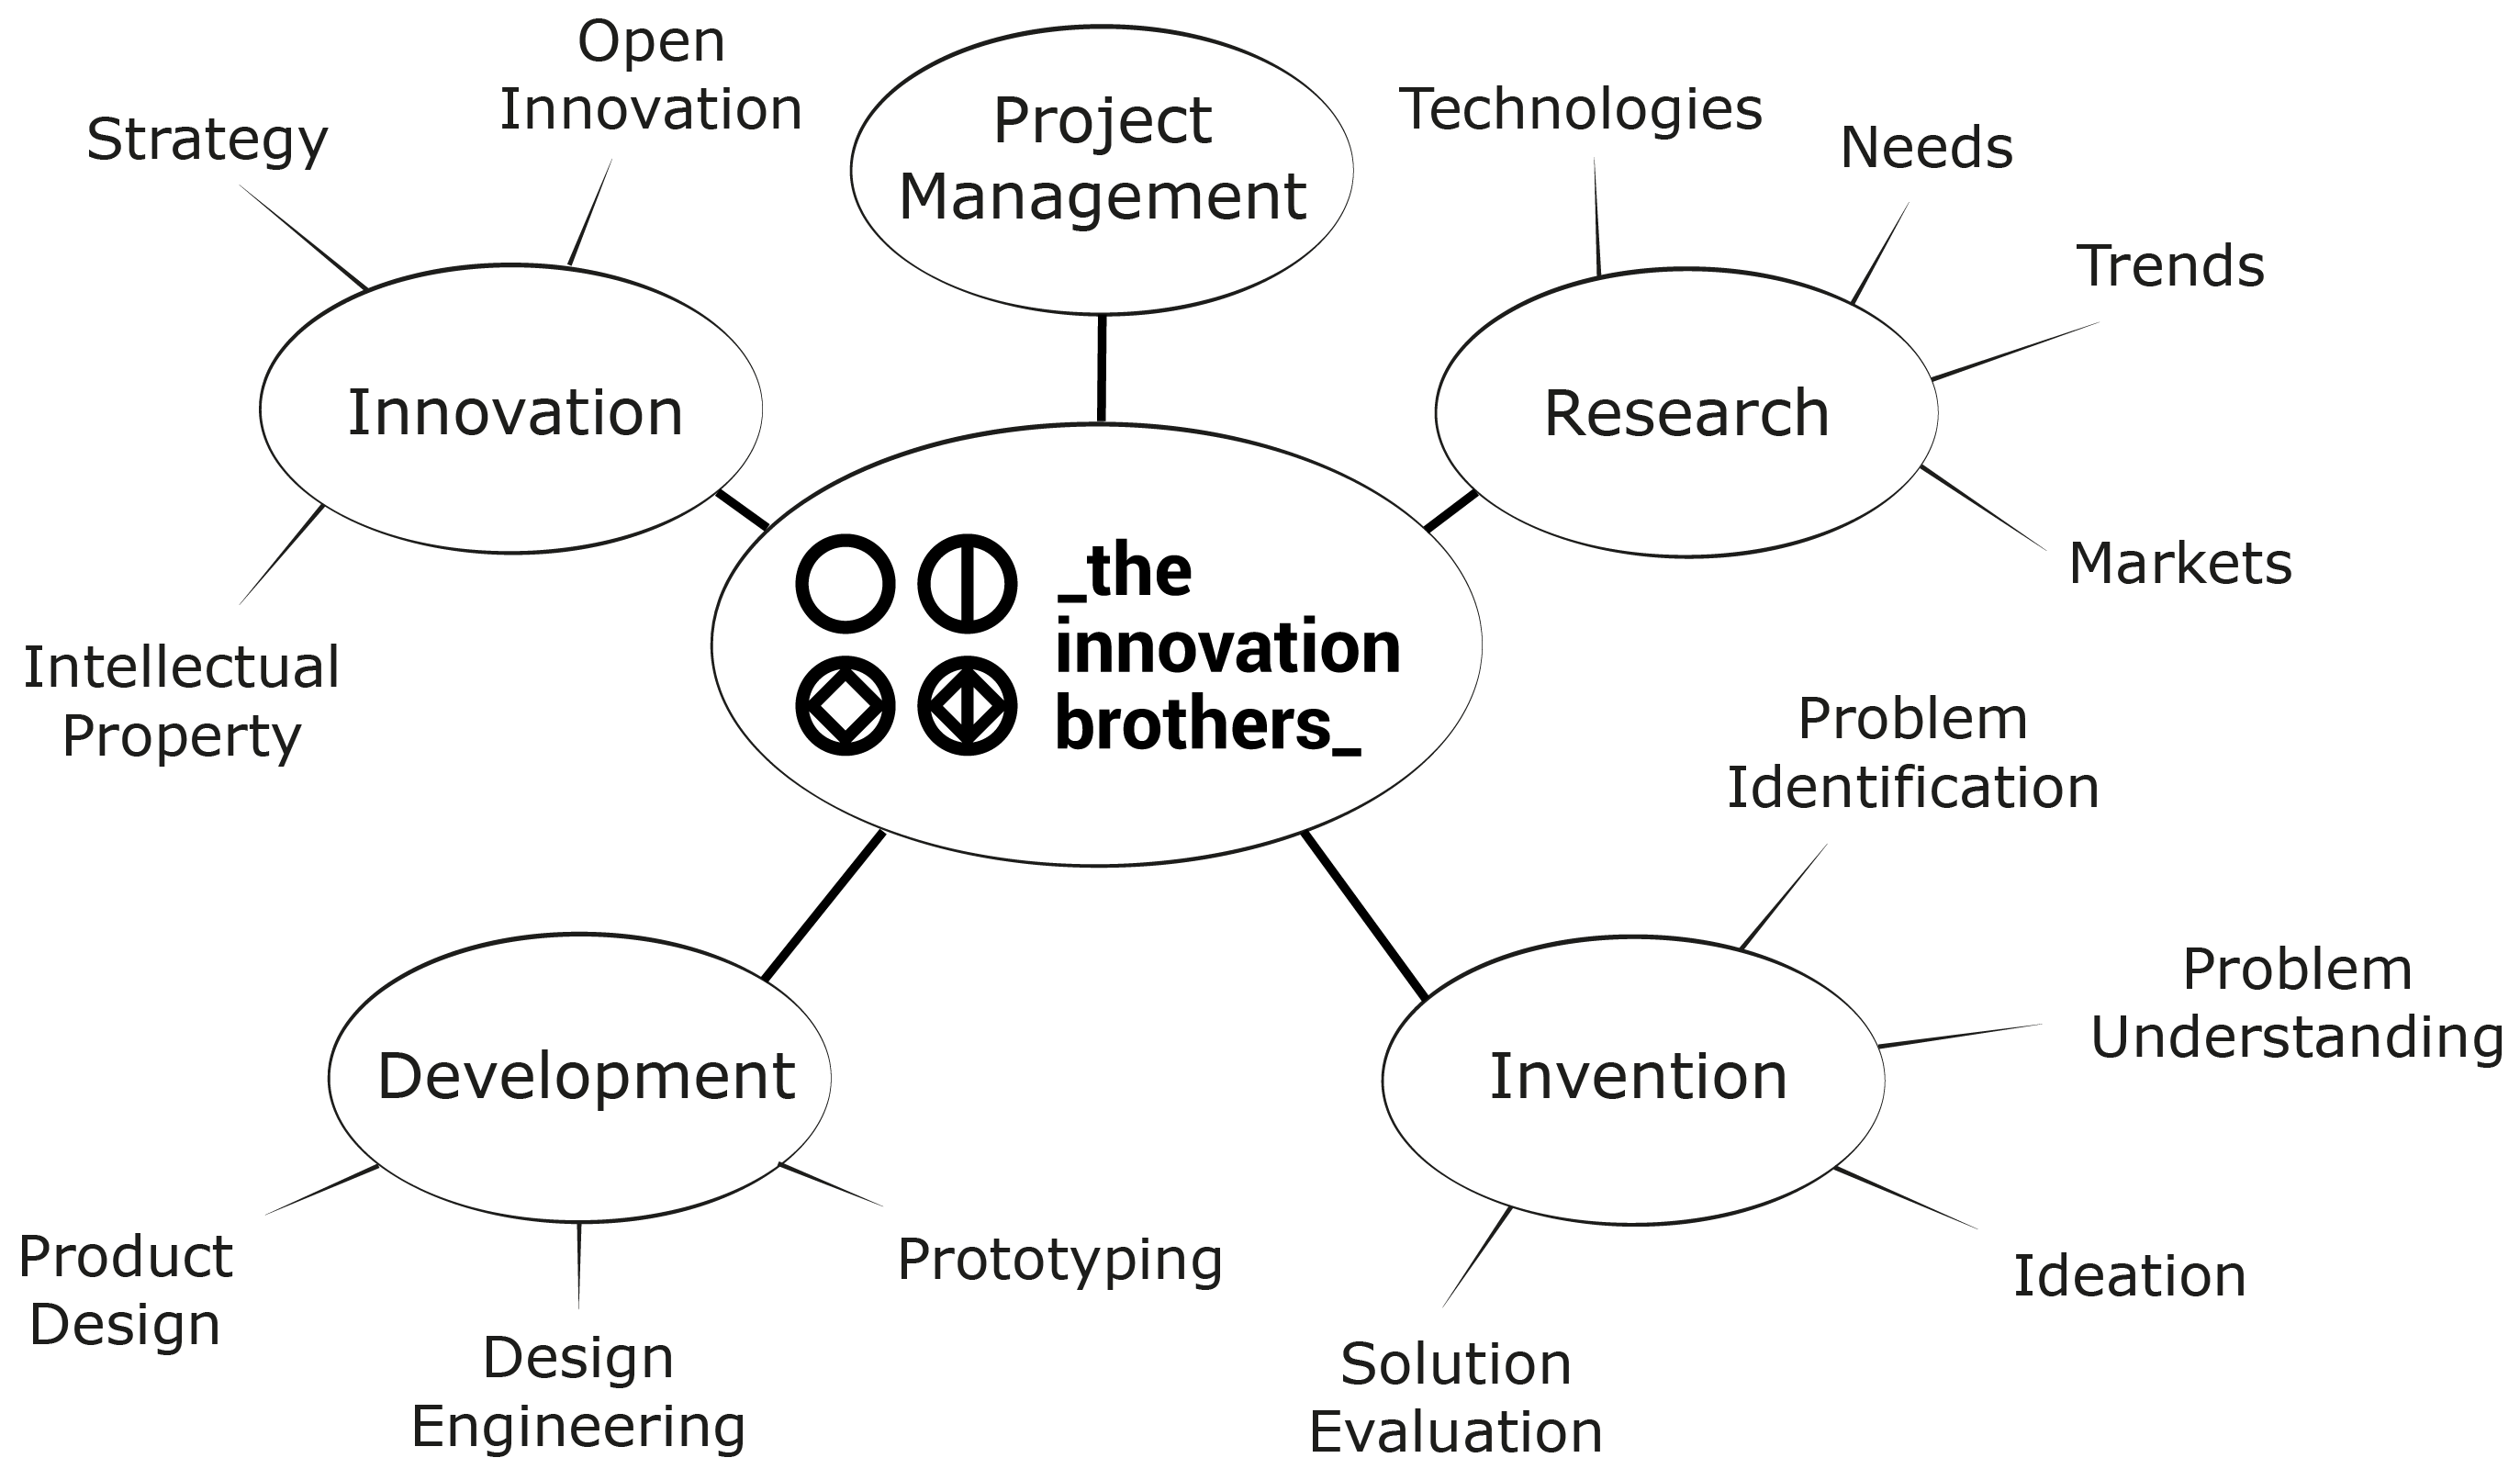 Open
Innovation
Strategy
Intellectual
Property
Innovation
Project
Management
Technologies
Needs
Trends
Markets
Research
_the
innovation
brothers_
Problem
Identification
Problem
Understanding
Ideation
Solution
Evaluation
Invention
Development
Product
Design
Design
Engineering
Prototyping